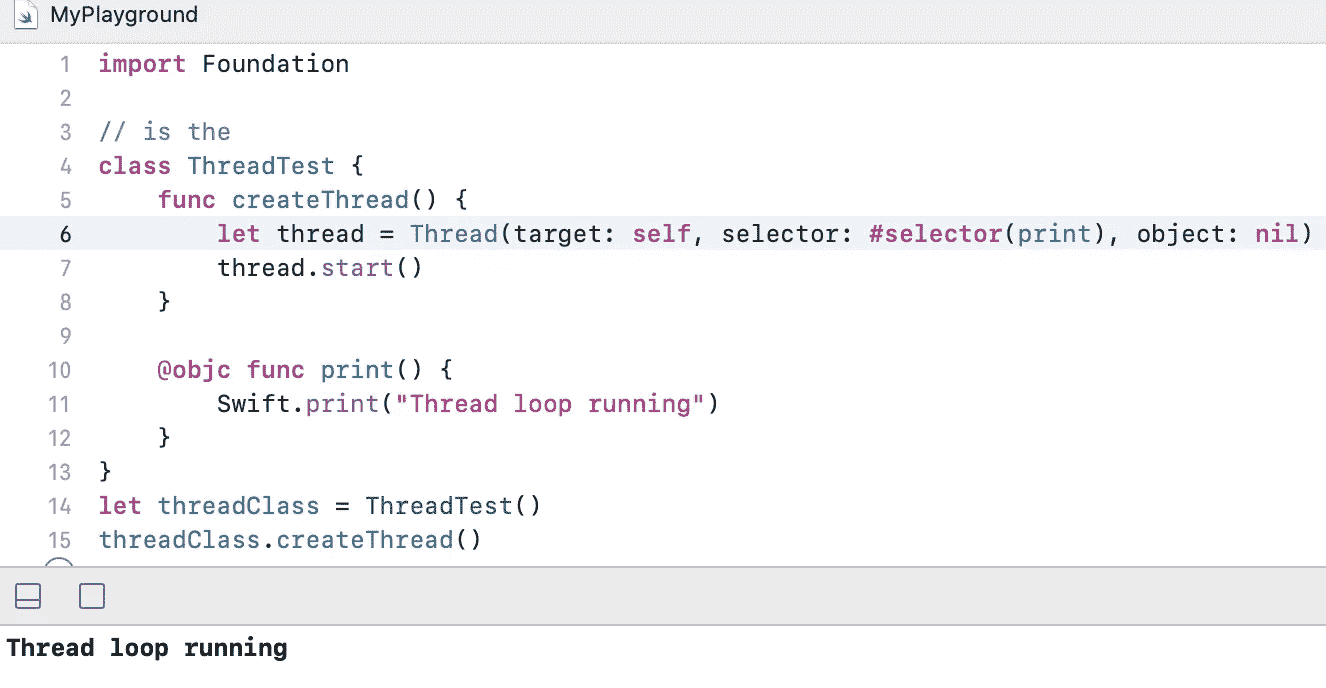 MyPlayground
1 import Foundation
2
3 // is the
4 class ThreadTest {
5     func createThread() {
6         let thread = Thread(target: self, selector: #selector(print), object: nil)
7         thread.start()
8     }
9
10     @objc func print() {
11         Swift.print("Thread loop running")
12     }
13 }
14 let threadClass = ThreadTest()
15 threadClass.createThread()
Thread loop running